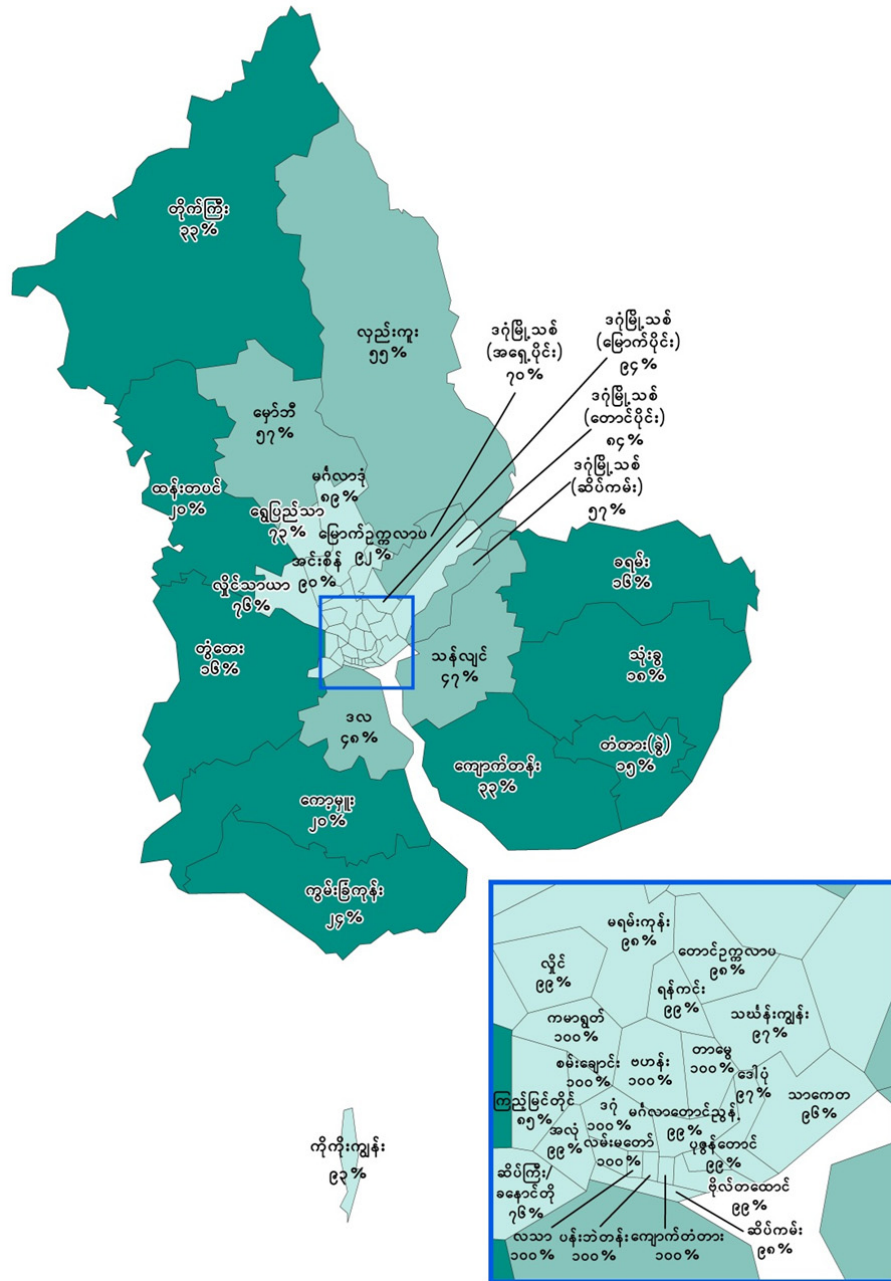 တိုက်ကြီး
၃၃%
လှည်းကူး
၅၅%
ဒဂုံမြို့သစ်
(အရှေ့ပိုင်း)
၇၀%
ဒဂုံမြို့သစ်
(မြောက်ပိုင်း)
၉၄%
ဒဂုံမြို့သစ်
(တောင်ပိုင်း)
၈၄%
ဒဂုံမြို့သစ်
(ဆိပ်ကမ်း)
၅၇%
မှော်ဘီ
၅၇%
မင်္ဂလာဒုံ
၈၉%
ထန်းတပင်
၂၀%
ရွှေပြည်သာ
၇၃%
မြောက်ဥက္ကလာပ
၉၂%
အင်းစိန်
၉၀%
လှိုင်သာယာ
၇၆%
ခရမ်း
၁၆%
တွံတေး
၁၆%
သန်လျင်
၄၇%
သုံးခွ
၁၈%
ဒလ
၄၈%
ကျောက်တန်း
၃၃%
တံတား(ခွဲ)
၁၅%
ကော့မှူး
၂၀%
ကွမ်းခြံကုန်း
၂၄%
ကိုကိုးကျွန်း
၉၃%
မရမ်းကုန်း
၉၈%
တောင်ဥက္ကလာပ
၉၈%
လှိုင်
၉၉%
ရန်ကင်း
၉၉%
သင်္ဃန်းကျွန်း
၉၇%
ကမာရွတ်
၁၀၀%
တာမွေ
၁၀၀%
စမ်းချောင်း
၁၀၀%
ဗဟန်း
၁၀၀%
ဒေါပုံ
၉၇%
သာကေတ
၉၆%
ကြည့်မြင်တိုင်
၈၅%
ဒဂုံ
၁၀၀%
မင်္ဂလာတောင်ညွန့်
၉၉%
အလုံ
၉၉%
လမ်းမတော်
၁၀၀%
ပုဇွန်တောင်
၉၉%
ဆိပ်ကြီး/
ခနောင်တို
၇၆%
ဗိုလ်တထောင်
၉၉%
လသာ
၁၀၀%
ပန်းဘဲတန်း
၁၀၀%
ကျောက်တံတား
၁၀၀%
ဆိပ်ကမ်း
၉၈%